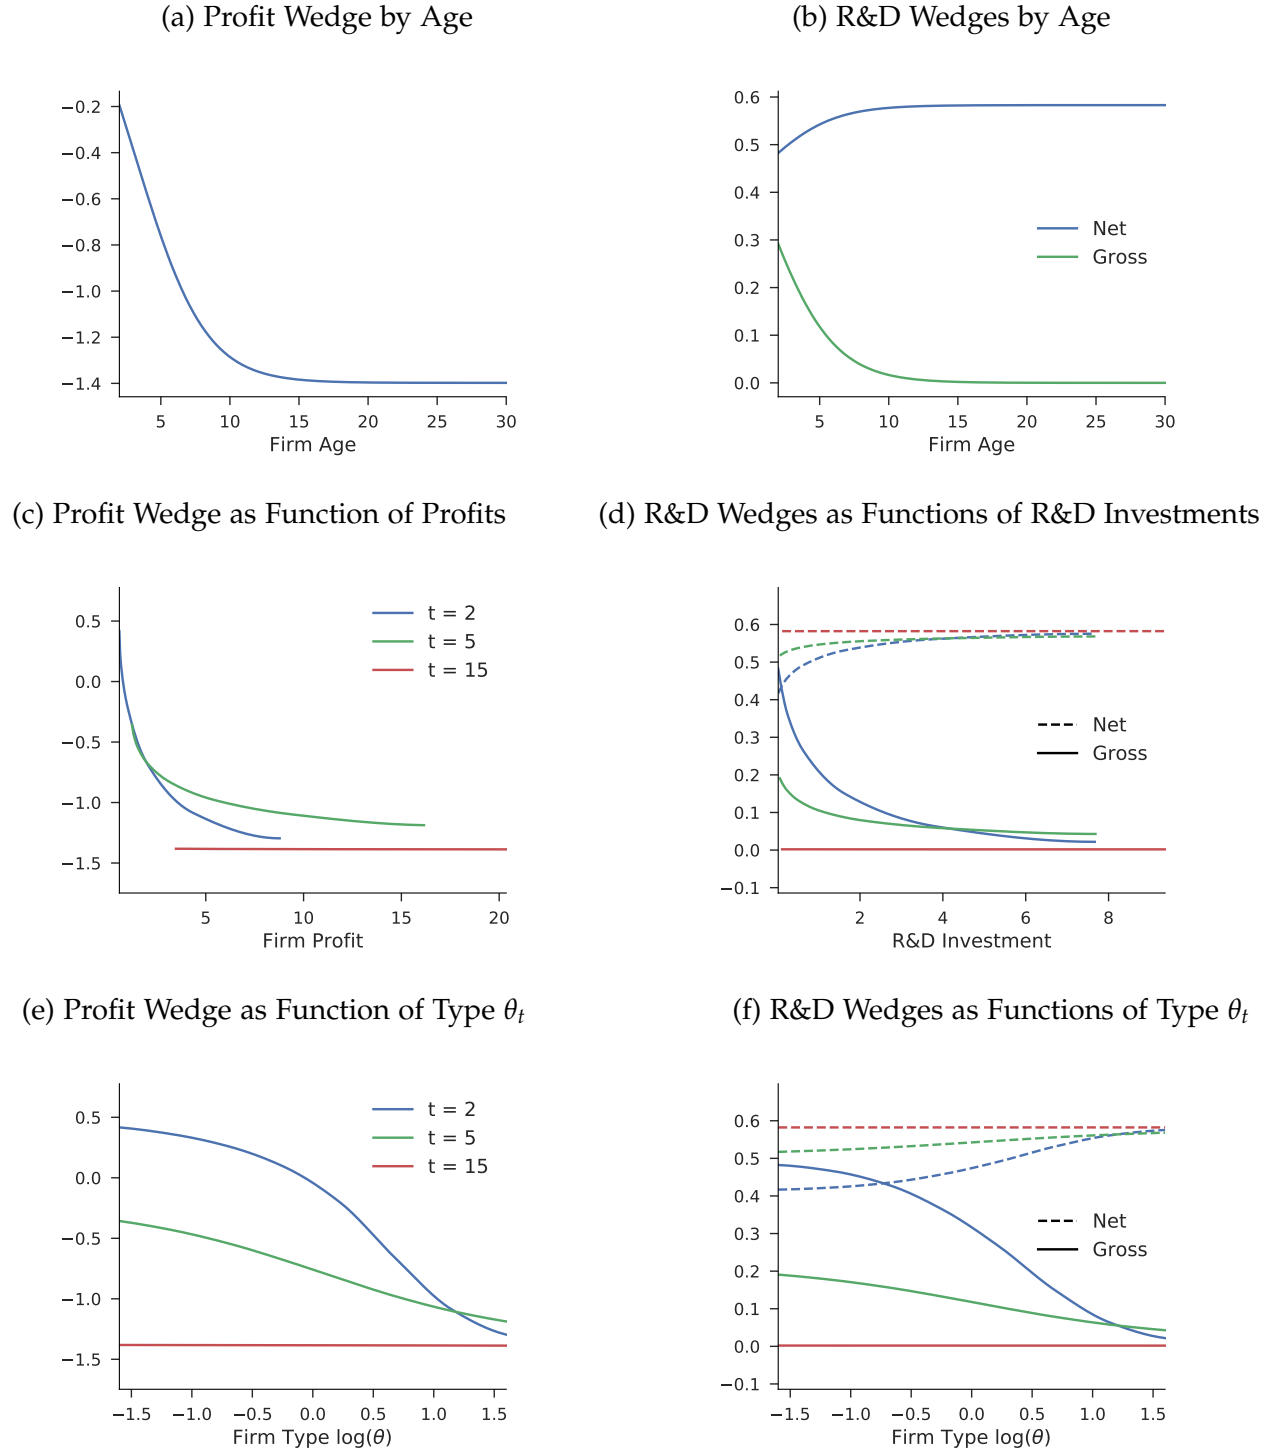 (a) Profit Wedge by Age
−0.2
−0.4
−0.6
−0.8
−1.0
−1.2
−1.4
5 10 15 20 25 30
Firm Age
(b) R&D Wedges by Age
0.6
0.5
0.4
0.3
0.2
0.1
0.0
Net
Gross
5 10 15 20 25 30
Firm Age
(c) Profit Wedge as Function of Profits
0.5
0.0
−0.5
−1.0
−1.5
t = 2
t = 5
t = 15
5 10 15 20
Firm Profit
(d) R&D Wedges as Functions of R&D Investments
0.6
0.5
0.4
0.3
0.2
0.1
0.0
−0.1
Net
Gross
2 4 6 8
R&D Investment
(e) Profit Wedge as Function of Type θt
0.5
0.0
−0.5
−1.0
−1.5
t = 2
t = 5
t = 15
−1.5 −1.0 −0.5 0.0 0.5 1.0 1.5
Firm Type log(θ)
(f) R&D Wedges as Functions of Type θt
0.6
0.5
0.4
0.3
0.2
0.1
0.0
−0.1
Net
Gross
−1.5 −1.0 −0.5 0.0 0.5 1.0 1.5
Firm Type log(θ)